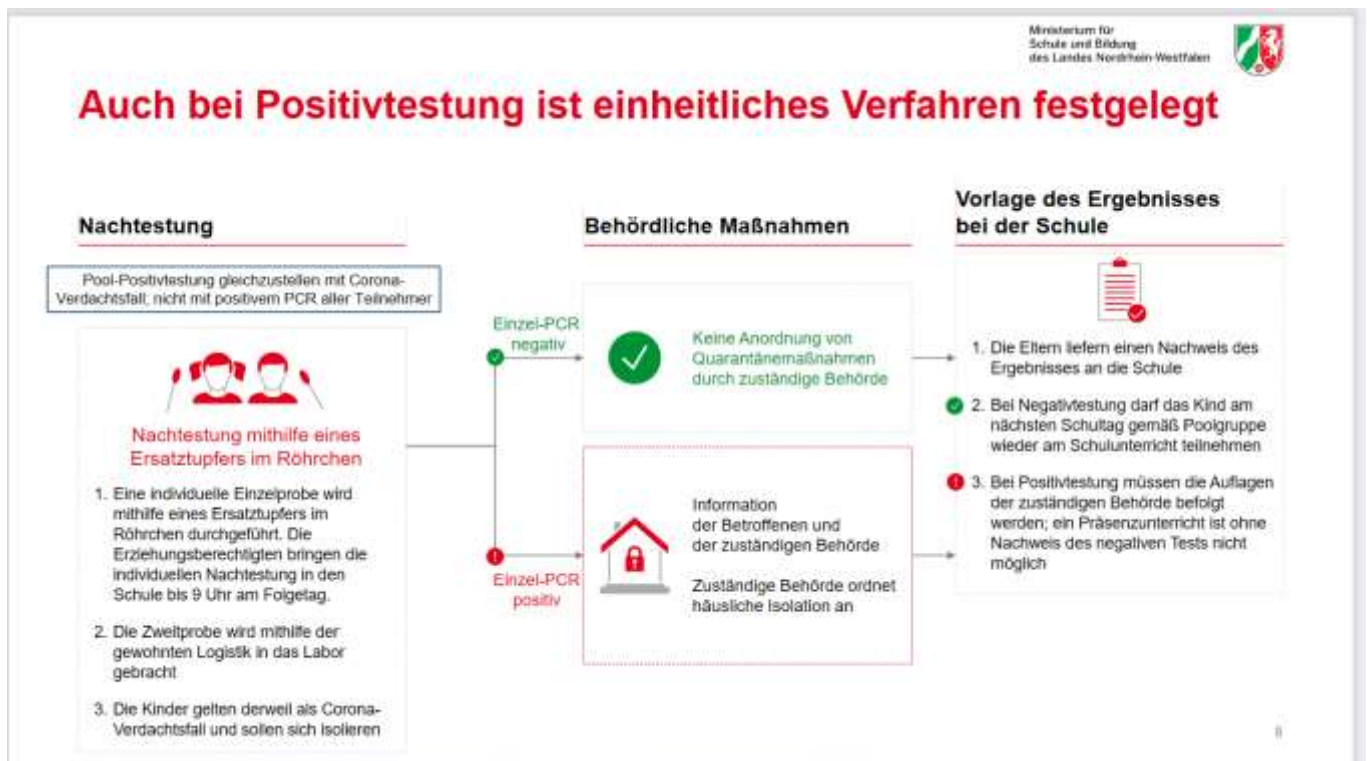 Ministerium für
Schule und Bildung
des Landes Nordrhein-Westfalen
Auch bei Positivtestung ist einheitliches Verfahren festgelegt
Nachtestung
Pool-Positivtestung gleichzustellen mit Corona-
Verdachtsfall; nicht mit positivem PCR aller Teilnehmer
Nachtestung mithilfe eines
Ersatztupfers im Röhrchen
1. Eine individuelle Einzelprobe wird
mithilfe eines Ersatztupfers im
Röhrchen durchgeführt. Die
Erziehungsberechtigten bringen die
individuellen Nachtestung in den
Schule bis 9 Uhr am Folgetag.
2. Die Zweitprobe wird mithilfe der
gewohnten Logistik in das Labor
gebracht
3. Die Kinder gelten derweil als Corona-
Verdachtsfall und sollen sich isolieren
Einzel-PCR
negativ
Einzel-PCR
positiv
Behördliche Maßnahmen
Keine Anordnung von
Quarantänemaßnahmen
durch zuständige Behörde
Information
der Betroffenen und
der zuständigen Behörde
Zuständige Behörde ordnet
häusliche Isolation an
Vorlage des Ergebnisses
bei der Schule
1. Die Eltern liefern einen Nachweis des
Ergebnisses an die Schule
2. Bei Negativtestung darf das Kind am
nächsten Schultag gemäß Poolgruppe
wieder am Schulunterricht teilnehmen
3. Bei Positivtestung müssen die Auflagen
der zuständigen Behörde befolgt
werden; ein Präsenzunterricht ist ohne
Nachweis des negativen Tests nicht
möglich
8